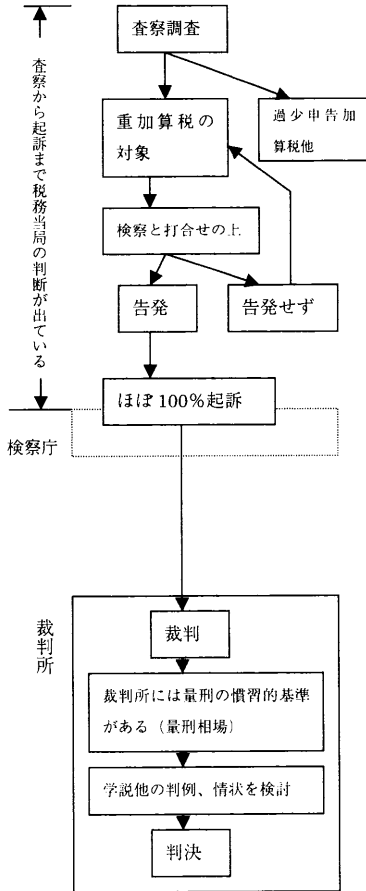 査察調査
査察から起訴まで税務当局の判断が出ている
重加算税の
対象
過少申告加
算税他
検察と打合せの上
告発
告発せず
ほぼ100%起訴
検察庁
裁判所
裁判
裁判所には量刑の慣習的基準
がある（量刑相場）
学説他の判例、情状を検討
判決